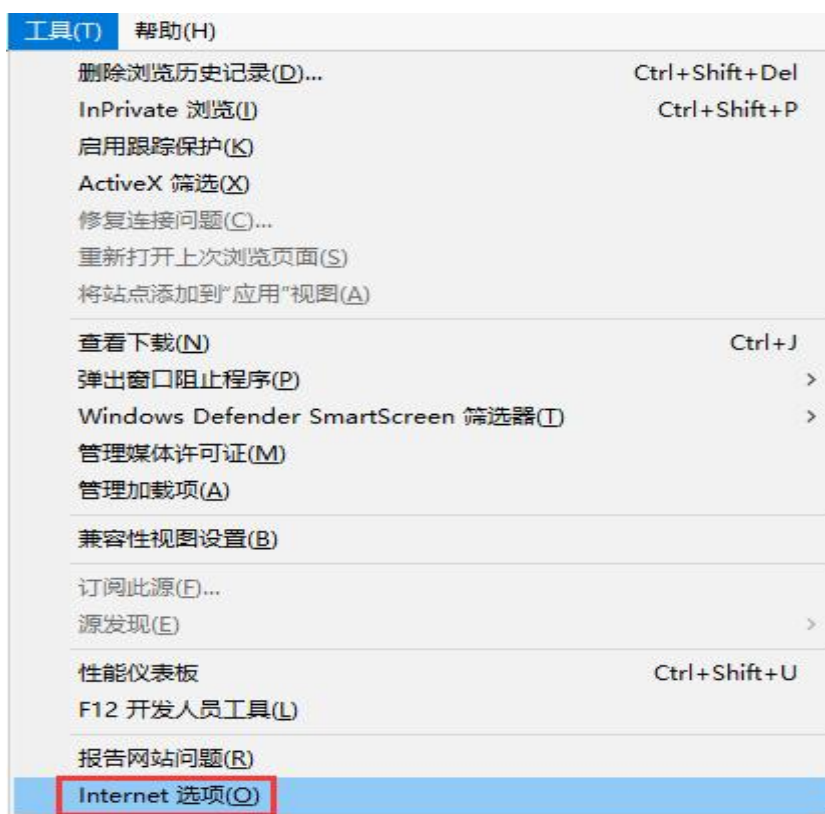 工具(T) 帮助(H)
删除浏览历史记录(D)... Ctrl+Shift+Del
InPrivate 浏览(I) Ctrl+Shift+P
启用跟踪保护(K)
ActiveX 筛选(X)
修复连接问题(C)...
重新打开上次浏览页面(S)
将站点添加到“应用”视图(A)
查看下载(N) Ctrl+J
弹出窗口阻止程序(P) >
Windows Defender SmartScreen 筛选器(T) >
管理媒体许可证(M)
管理加载项(A)
兼容性视图设置(B)
订阅此源(F)...
源发现(E) >
性能仪表板 Ctrl+Shift+U
F12 开发人员工具(L)
报告网站问题(R)
Internet 选项(O)